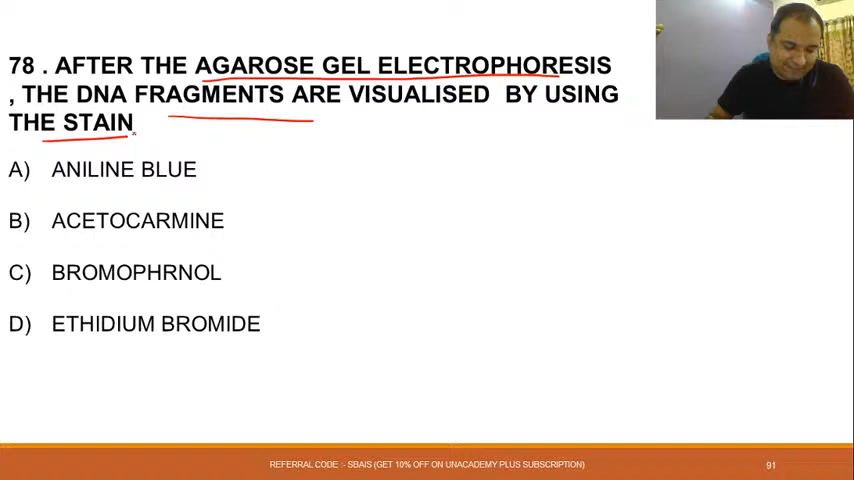 78 . AFTER THE AGAROSE GEL ELECTROPHORESIS
, THE DNA FRAGMENTS ARE VISUALISED BY USING
THE STAIN
A) ANILINE BLUE
B) ACETOCARMINE
C) BROMOPHRNOL
D) ETHIDIUM BROMIDE
REFERRAL CODE :- SBAIS (GET 10% OFF ON UNACADEMY PLUS SUBSCRIPTION)
91